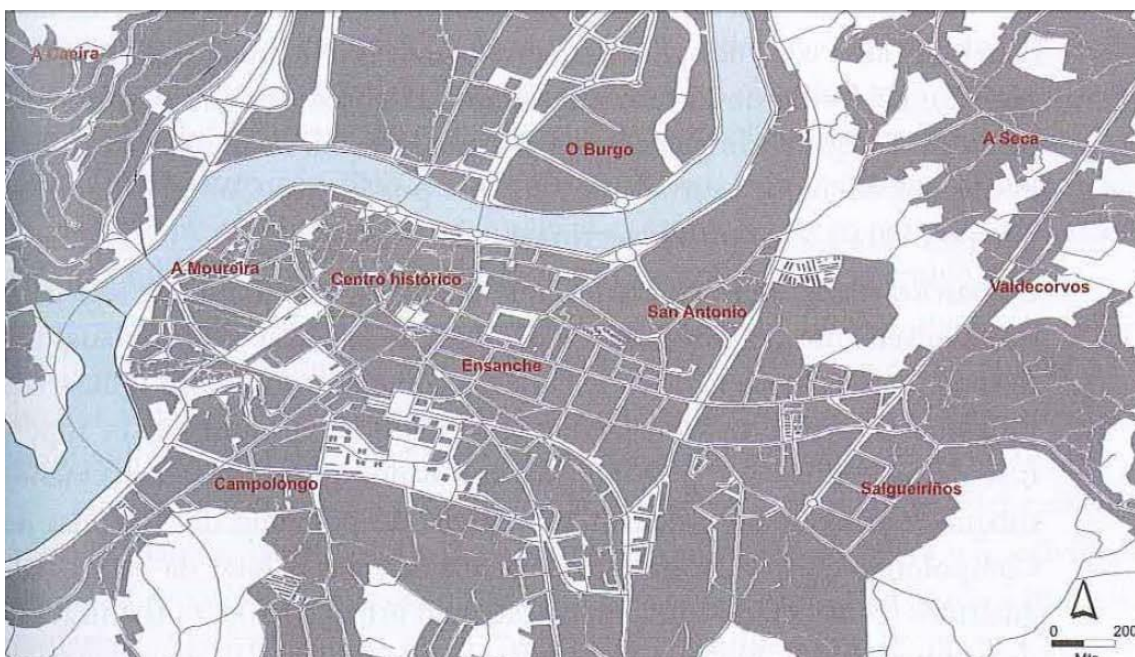 A Caeira
O Burgo
A Seca
A Moureira
Centro histórico
Valdecorvos
San Antonio
Ensanche
Campolongo
Salgueiriños
0 200
Mts